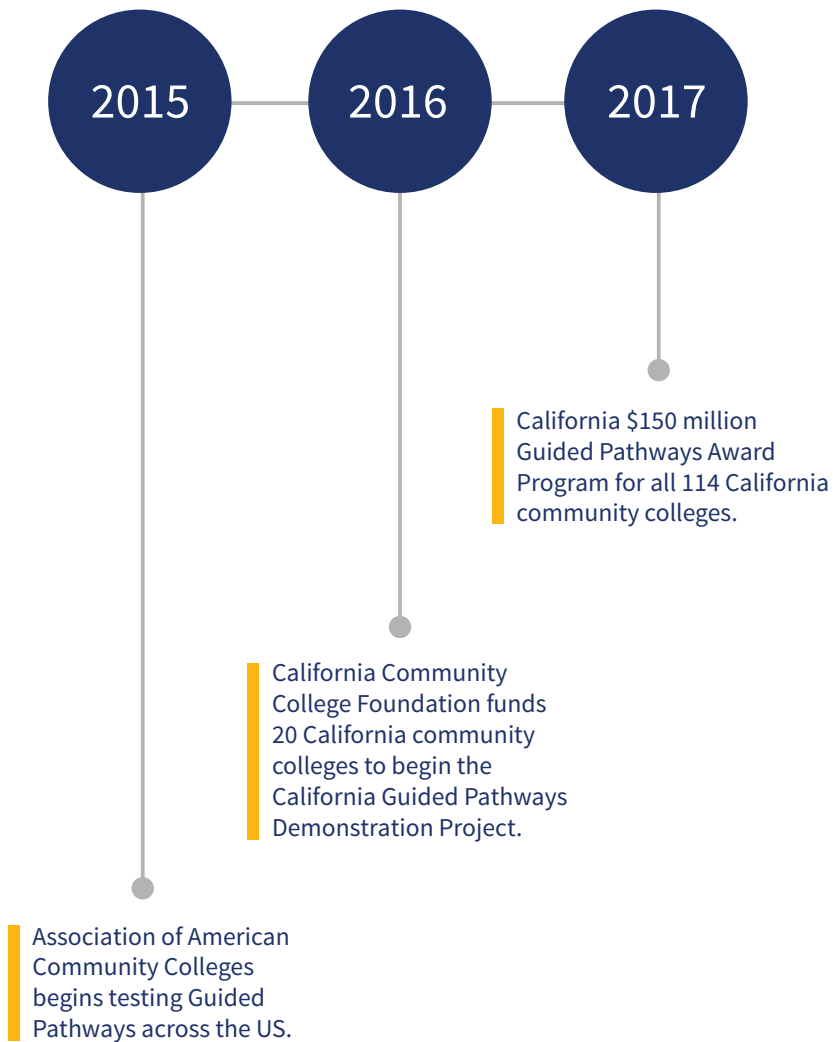 2015
2016
2017
California $150 million
Guided Pathways Award
Program for all 114 California
community colleges.
California Community
College Foundation funds
20 California community
colleges to begin the
California Guided Pathways
Demonstration Project.
Association of American
Community Colleges
begins testing Guided
Pathways across the US.